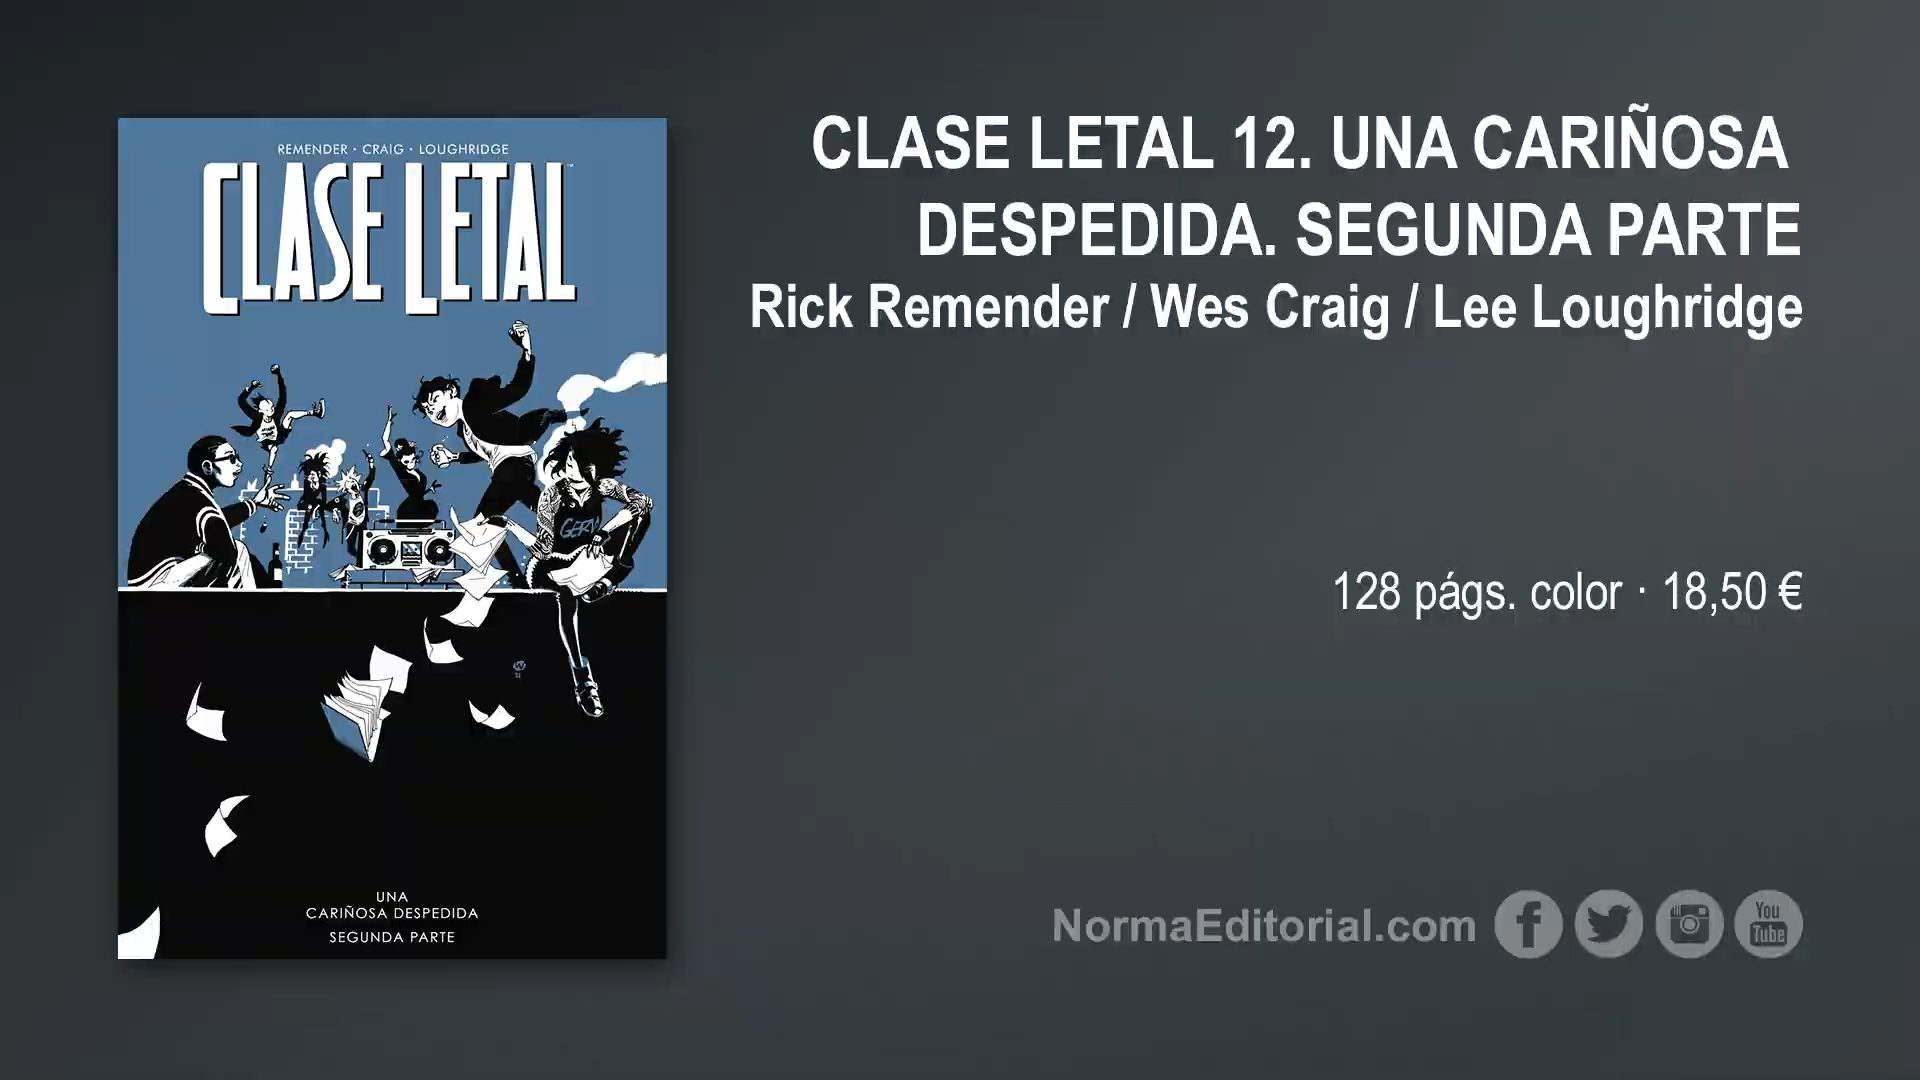 REMENDER · CRAIG · LOUGHRIDGE
CLASE LETAL
UNA
CARIÑOSA DESPEDIDA
SEGUNDA PARTE
CLASE LETAL 12. UNA CARIÑOSA
DESPEDIDA. SEGUNDA PARTE
Rick Remender / Wes Craig / Lee Loughridge
128 págs. color · 18,50 €
NormaEditorial.com
You
Tube